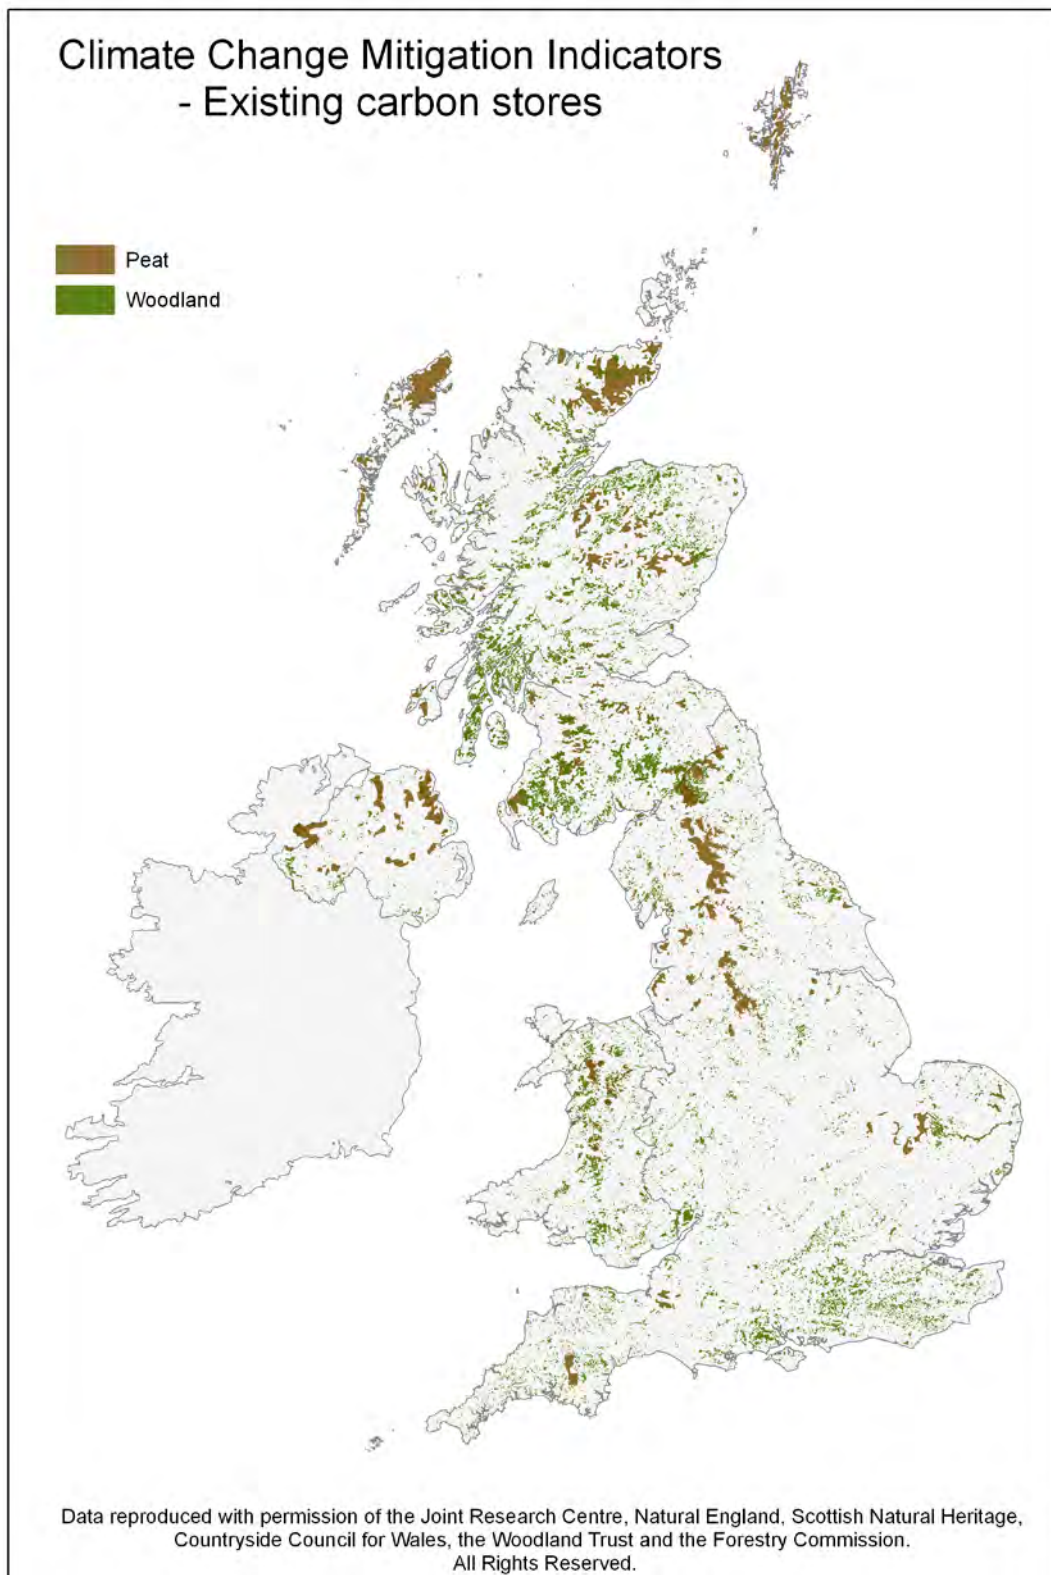 Climate Change Mitigation Indicators
- Existing carbon stores
Peat
Woodland
Data reproduced with permission of the Joint Research Centre, Natural England, Scottish Natural Heritage,
Countryside Council for Wales, the Woodland Trust and the Forestry Commission.
All Rights Reserved.